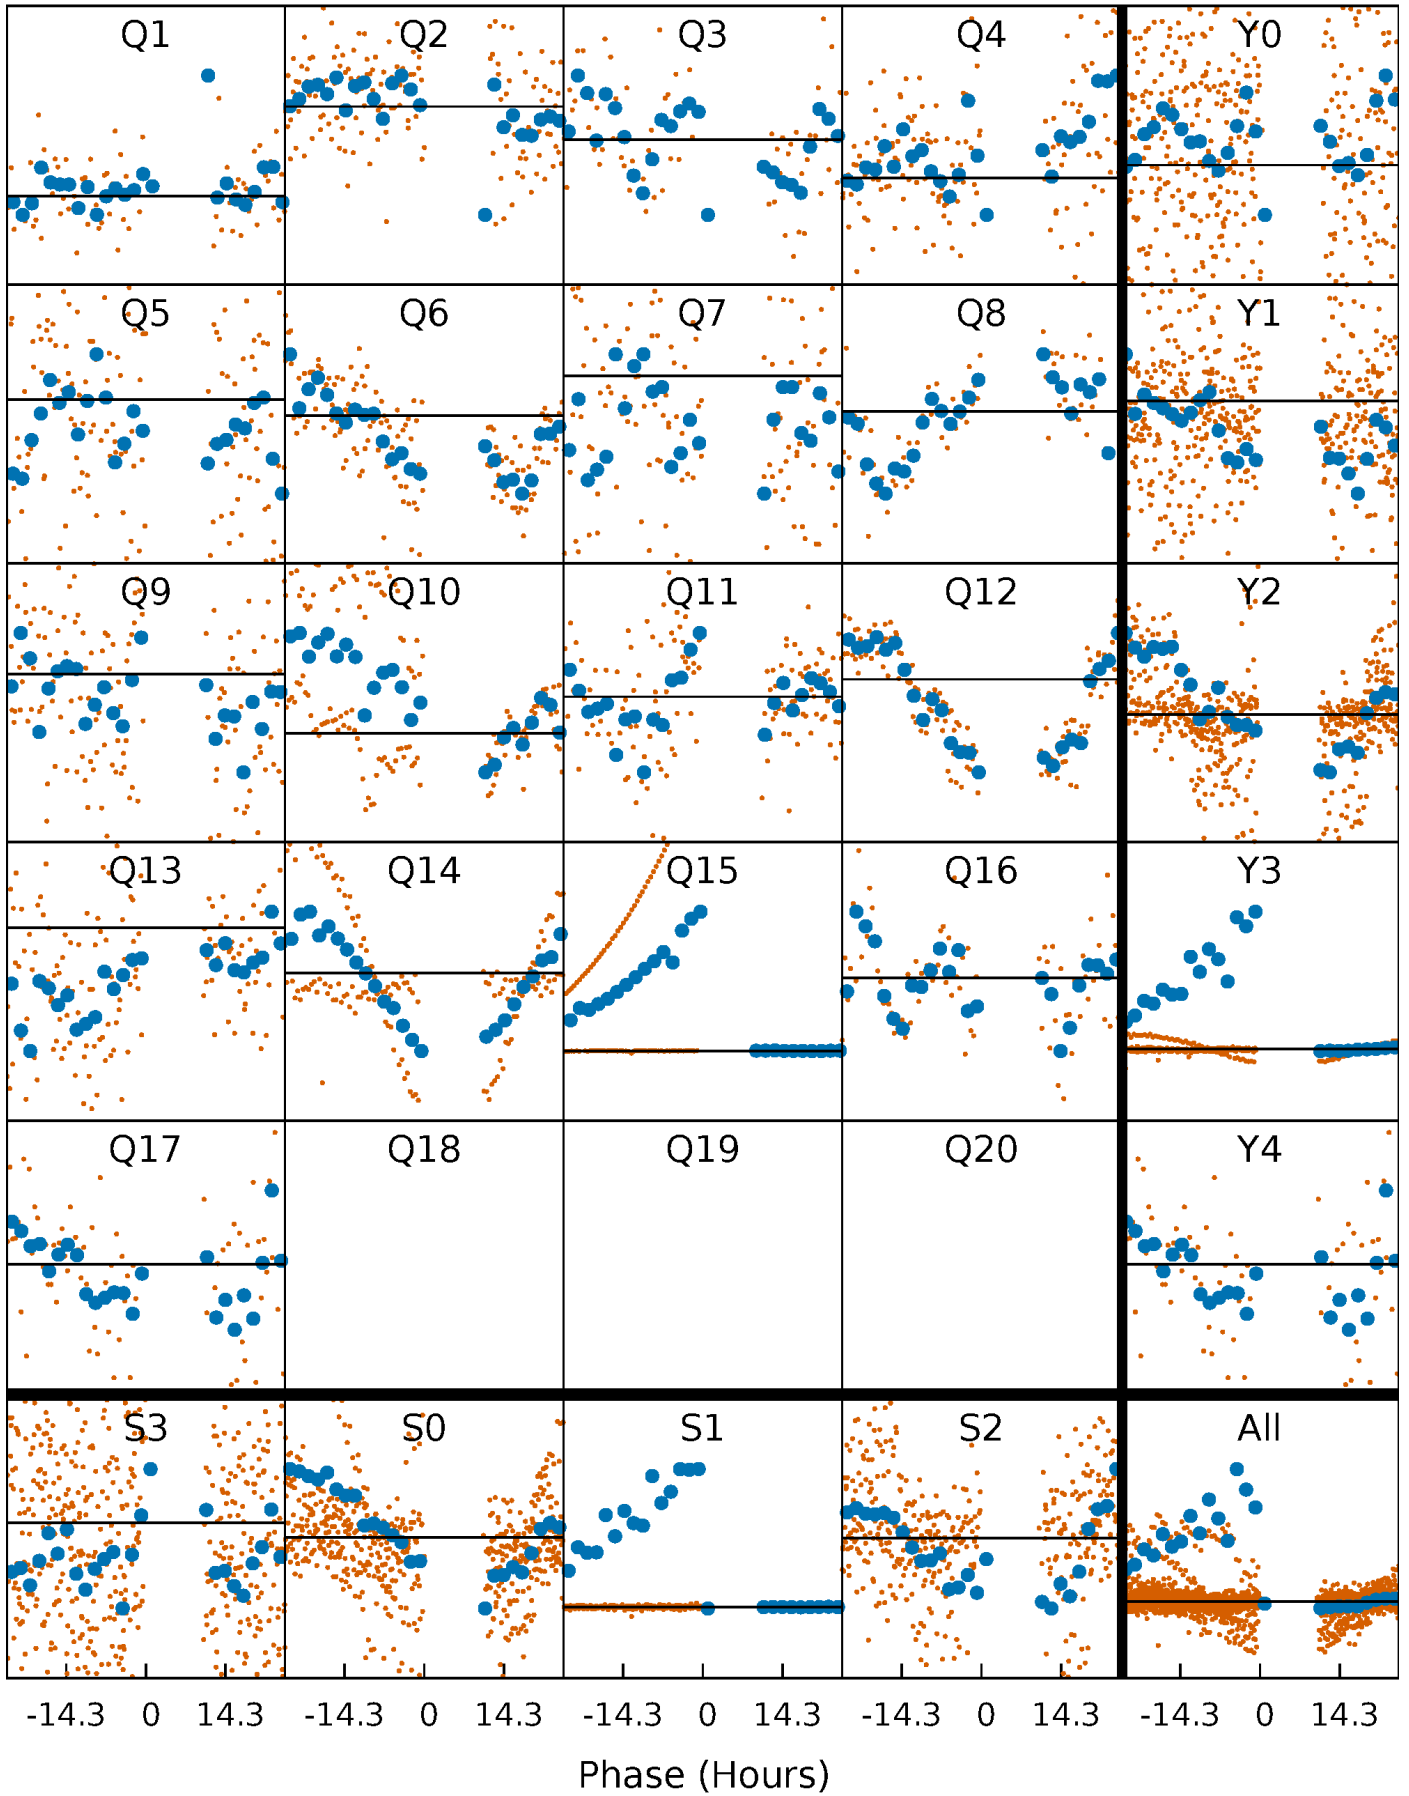 Q1 Q2 Q3 Q4 Y0
Q5 Q6 Q7 Q8 Y1
Q9 Q10 Q11 Q12 Y2
Q13 Q14 Q15 Q16 Y3
Q17 Q18 Q19 Q20 Y4
S3 S0 S1 S2 All
-14.3 0 14.3 -14.3 0 14.3 -14.3 0 14.3 -14.3 0 14.3 -14.3 0 14.3
Phase (Hours)